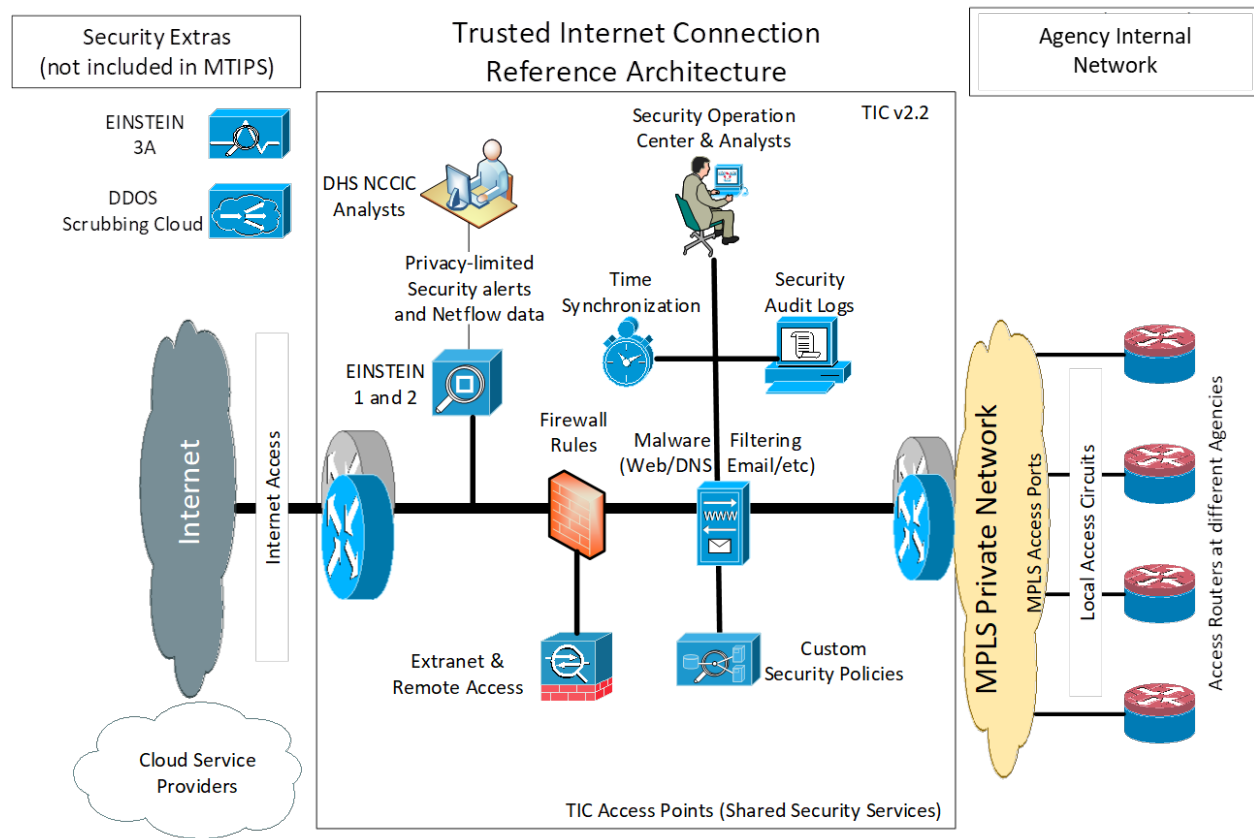 Security Extras
(not included in MTIPS)
Trusted Internet Connection
Reference Architecture
Agency Internal
Network
EINSTEIN
3A
DDOS
Scrubbing Cloud
TIC v2.2
Security Operation
Center & Analysts
DHS NCCIC
Analysts
Privacy-limited
Security alerts
and Netflow data
Time
Synchronization
Security
Audit Logs
EINSTEIN
1 and 2
Firewall
Rules
Malware Filtering
(Web/DNS Email/etc)
WWW
Internet
Internet Access
MPLS Private Network
MPLS Access Ports
Local Access Circuits
Access Routers at different Agencies
Extranet &
Remote Access
Custom
Security Policies
Cloud Service
Providers
TIC Access Points (Shared Security Services)